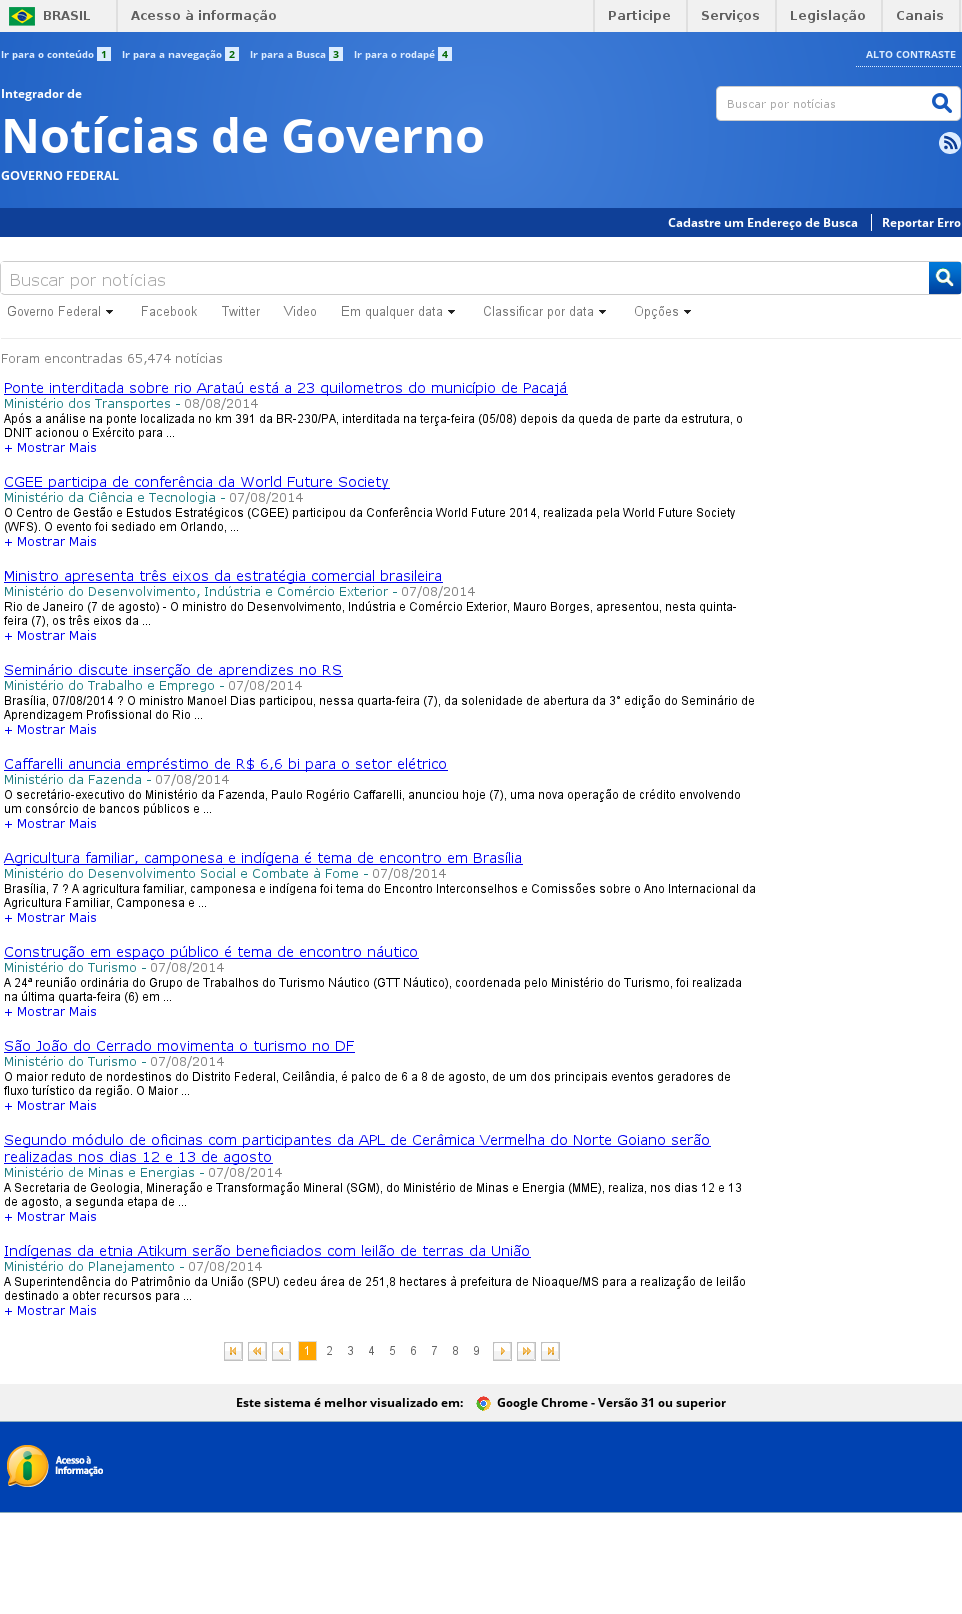 BRASIL
Acesso à informação
Participe
Serviços
Legislação
Canais
Ir para o conteúdo 1
Ir para a navegação 2
Ir para a Busca 3
Ir para o rodapé 4
ALTO CONTRASTE
Integrador de
Buscar por notícias
Notícias de Governo
GOVERNO FEDERAL
Cadastre um Endereço de Busca
Reportar Erro
Buscar por notícias
Governo Federal
Facebook
Twitter
Video
Em qualquer data
Classificar por data
Opções
Foram encontradas 65,474 notícias
Ponte interditada sobre rio Arataú está a 23 quilometros do município de Pacajá
Ministério dos Transportes - 08/08/2014
Após a análise na ponte localizada no km 391 da BR-230/PA, interditada na terça-feira (05/08) depois da queda de parte da estrutura, o
DNIT acionou o Exército para ...
+ Mostrar Mais
CGEE participa de conferência da World Future Society
Ministério da Ciência e Tecnologia - 07/08/2014
O Centro de Gestão e Estudos Estratégicos (CGEE) participou da Conferência World Future 2014, realizada pela World Future Society
(WFS). O evento foi sediado em Orlando, ...
+ Mostrar Mais
Ministro apresenta três eixos da estratégia comercial brasileira
Ministério do Desenvolvimento, Indústria e Comércio Exterior - 07/08/2014
Rio de Janeiro (7 de agosto) - O ministro do Desenvolvimento, Indústria e Comércio Exterior, Mauro Borges, apresentou, nesta quinta-
feira (7), os três eixos da ...
+ Mostrar Mais
Seminário discute inserção de aprendizes no RS
Ministério do Trabalho e Emprego - 07/08/2014
Brasília, 07/08/2014 ? O ministro Manoel Dias participou, nessa quarta-feira (7), da solenidade de abertura da 3° edição do Seminário de
Aprendizagem Profissional do Rio ...
+ Mostrar Mais
Caffarelli anuncia empréstimo de R$ 6,6 bi para o setor elétrico
Ministério da Fazenda - 07/08/2014
O secretário-executivo do Ministério da Fazenda, Paulo Rogério Caffarelli, anunciou hoje (7), uma nova operação de crédito envolvendo
um consórcio de bancos públicos e ...
+ Mostrar Mais
Agricultura familiar, camponesa e indígena é tema de encontro em Brasília
Ministério do Desenvolvimento Social e Combate à Fome - 07/08/2014
Brasília, 7 ? A agricultura familiar, camponesa e indígena foi tema do Encontro Interconselhos e Comissões sobre o Ano Internacional da
Agricultura Familiar, Camponesa e ...
+ Mostrar Mais
Construção em espaço público é tema de encontro náutico
Ministério do Turismo - 07/08/2014
A 24ª reunião ordinária do Grupo de Trabalhos do Turismo Náutico (GTT Náutico), coordenada pelo Ministério do Turismo, foi realizada
na última quarta-feira (6) em ...
+ Mostrar Mais
São João do Cerrado movimenta o turismo no DF
Ministério do Turismo - 07/08/2014
O maior reduto de nordestinos do Distrito Federal, Ceilândia, é palco de 6 a 8 de agosto, de um dos principais eventos geradores de
fluxo turístico da região. O Maior ...
+ Mostrar Mais
Segundo módulo de oficinas com participantes da APL de Cerâmica Vermelha do Norte Goiano serão
realizadas nos dias 12 e 13 de agosto
Ministério de Minas e Energias - 07/08/2014
A Secretaria de Geologia, Mineração e Transformação Mineral (SGM), do Ministério de Minas e Energia (MME), realiza, nos dias 12 e 13
de agosto, a segunda etapa de ...
+ Mostrar Mais
Indígenas da etnia Atikum serão beneficiados com leilão de terras da União
Ministério do Planejamento - 07/08/2014
A Superintendência do Patrimônio da União (SPU) cedeu área de 251,8 hectares à prefeitura de Nioaque/MS para a realização de leilão
destinado a obter recursos para ...
+ Mostrar Mais
1 2 3 4 5 6 7 8 9
Este sistema é melhor visualizado em: Google Chrome - Versão 31 ou superior
Acesso à
Informação